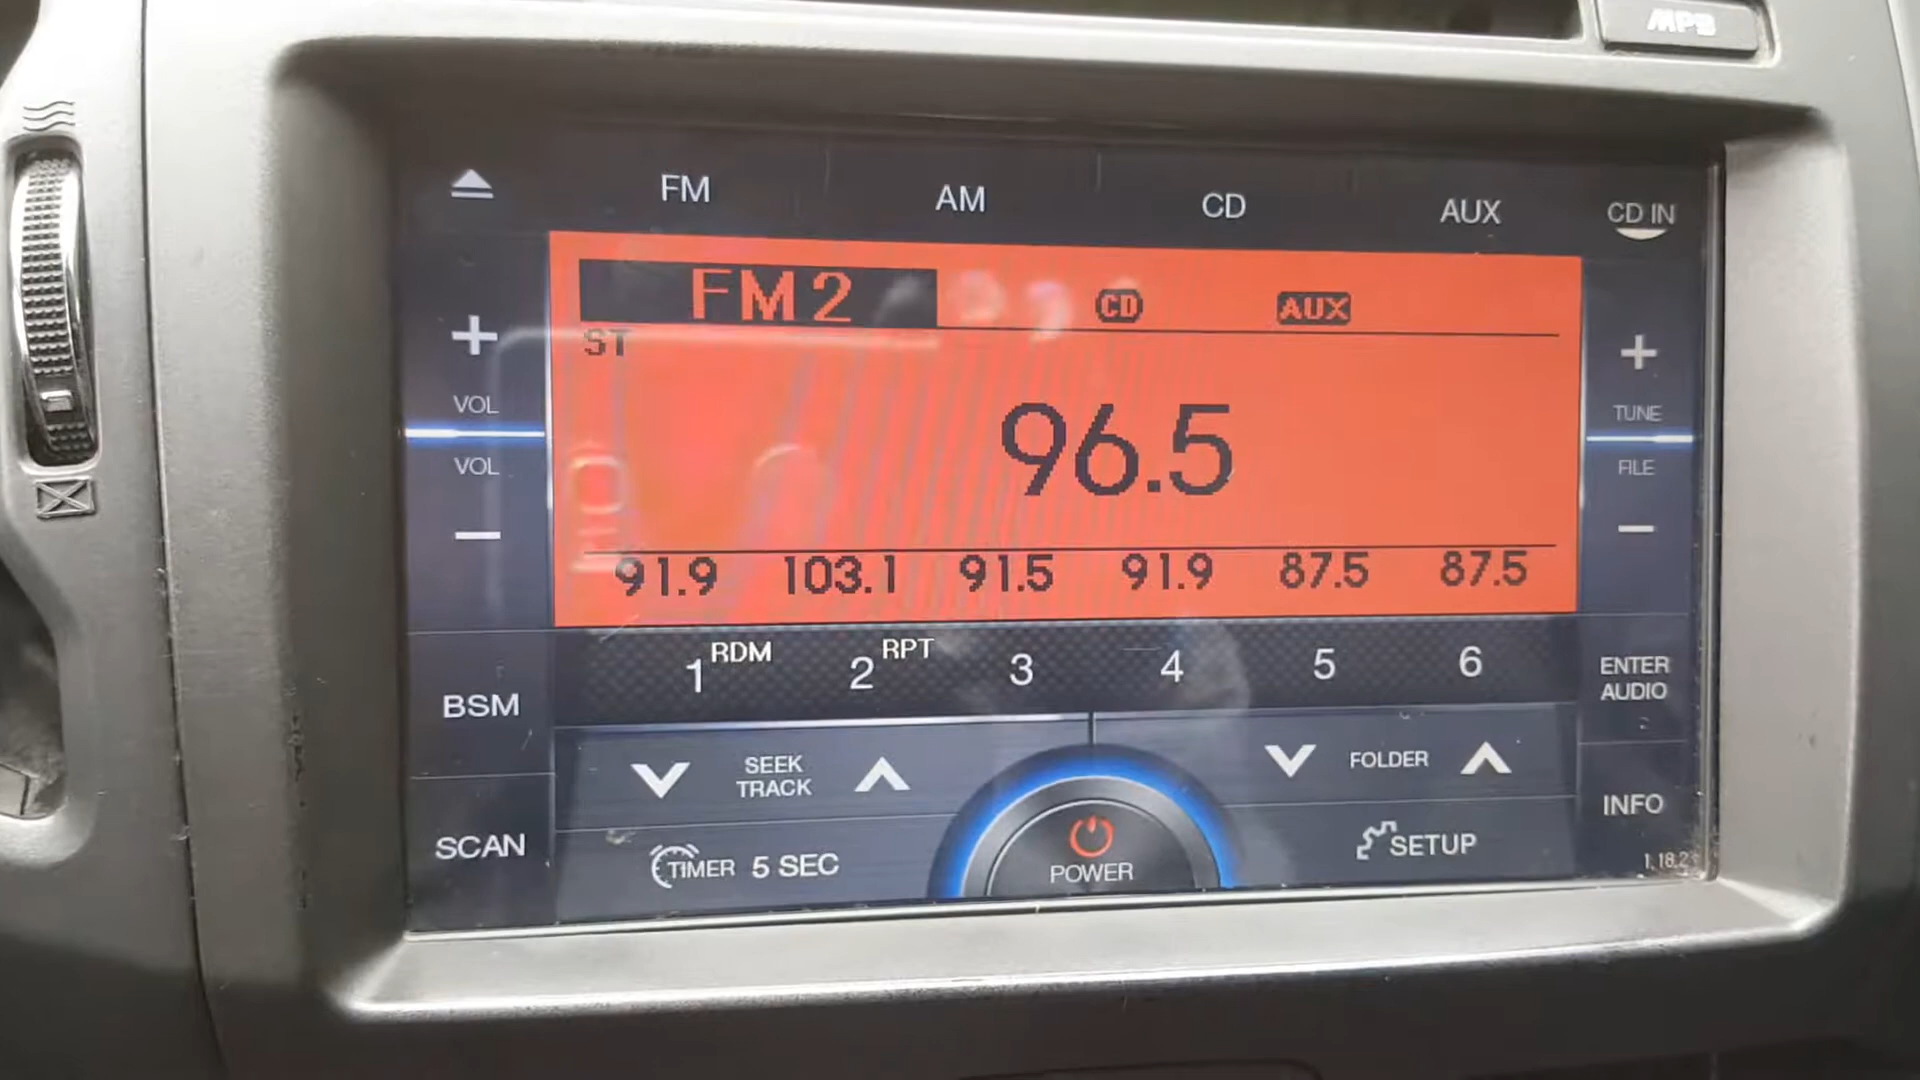 MP3
FM AM CD AUX CD IN
FM2 CD AUX
ST
+ VOL
VOL −
96.5
+ TUNE
FILE −
91.9 103.1 91.5 91.9 87.5 87.5
1 RDM 2 RPT 3 4 5 6
BSM
ENTER
AUDIO
SEEK
TRACK
FOLDER
INFO
SCAN
TIMER 5 SEC
POWER
SETUP